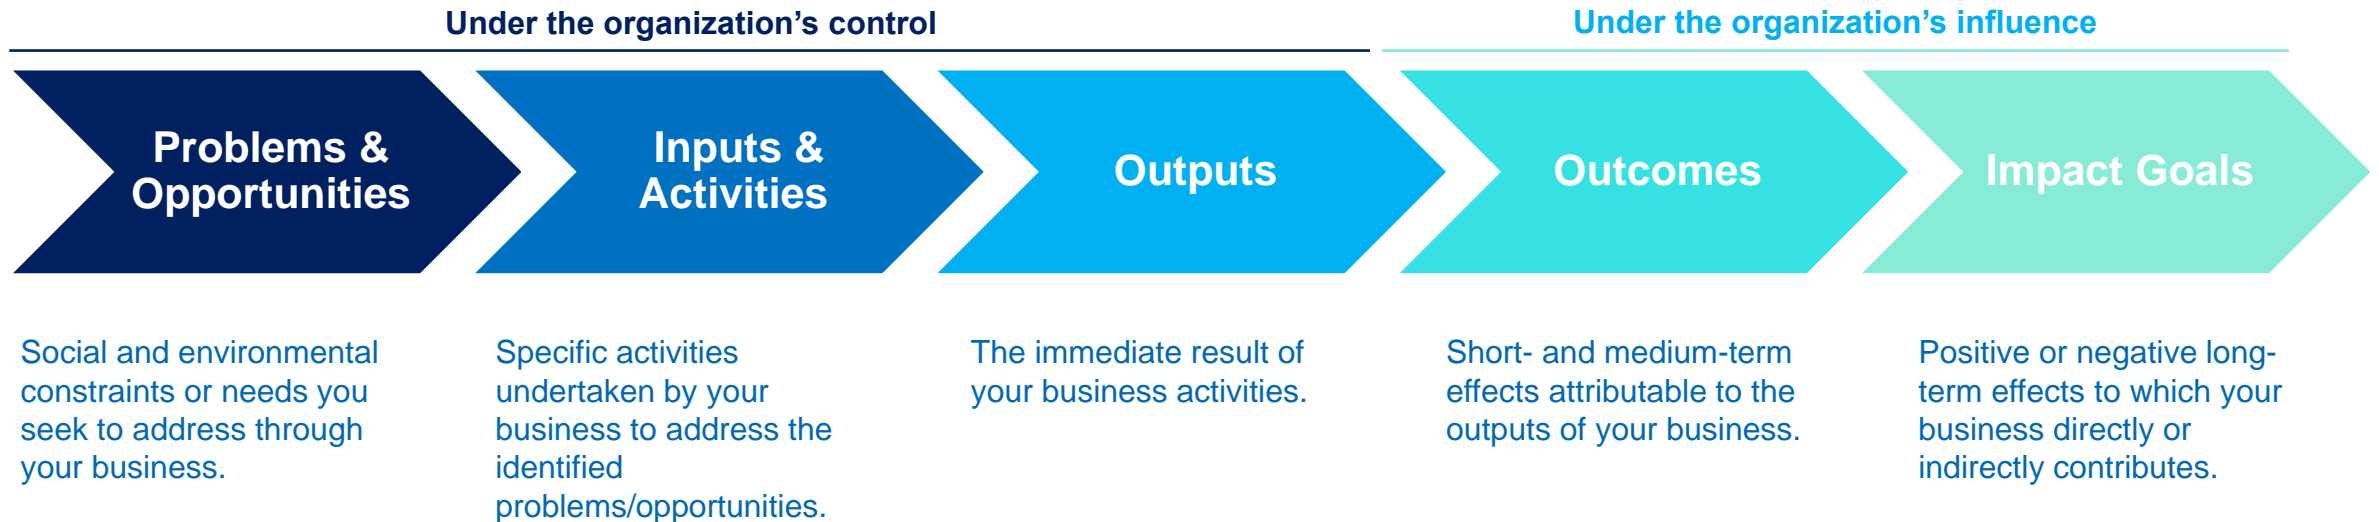 Under the organization’s control
Under the organization’s influence
Problems &
Opportunities
Inputs &
Activities
Outputs
Outcomes
Impact Goals
Social and environmental
constraints or needs you
seek to address through
your business.
Specific activities
undertaken by your
business to address the
identified
problems/opportunities.
The immediate result of
your business activities.
Short- and medium-term
effects attributable to the
outputs of your business.
Positive or negative long-
term effects to which your
business directly or
indirectly contributes.